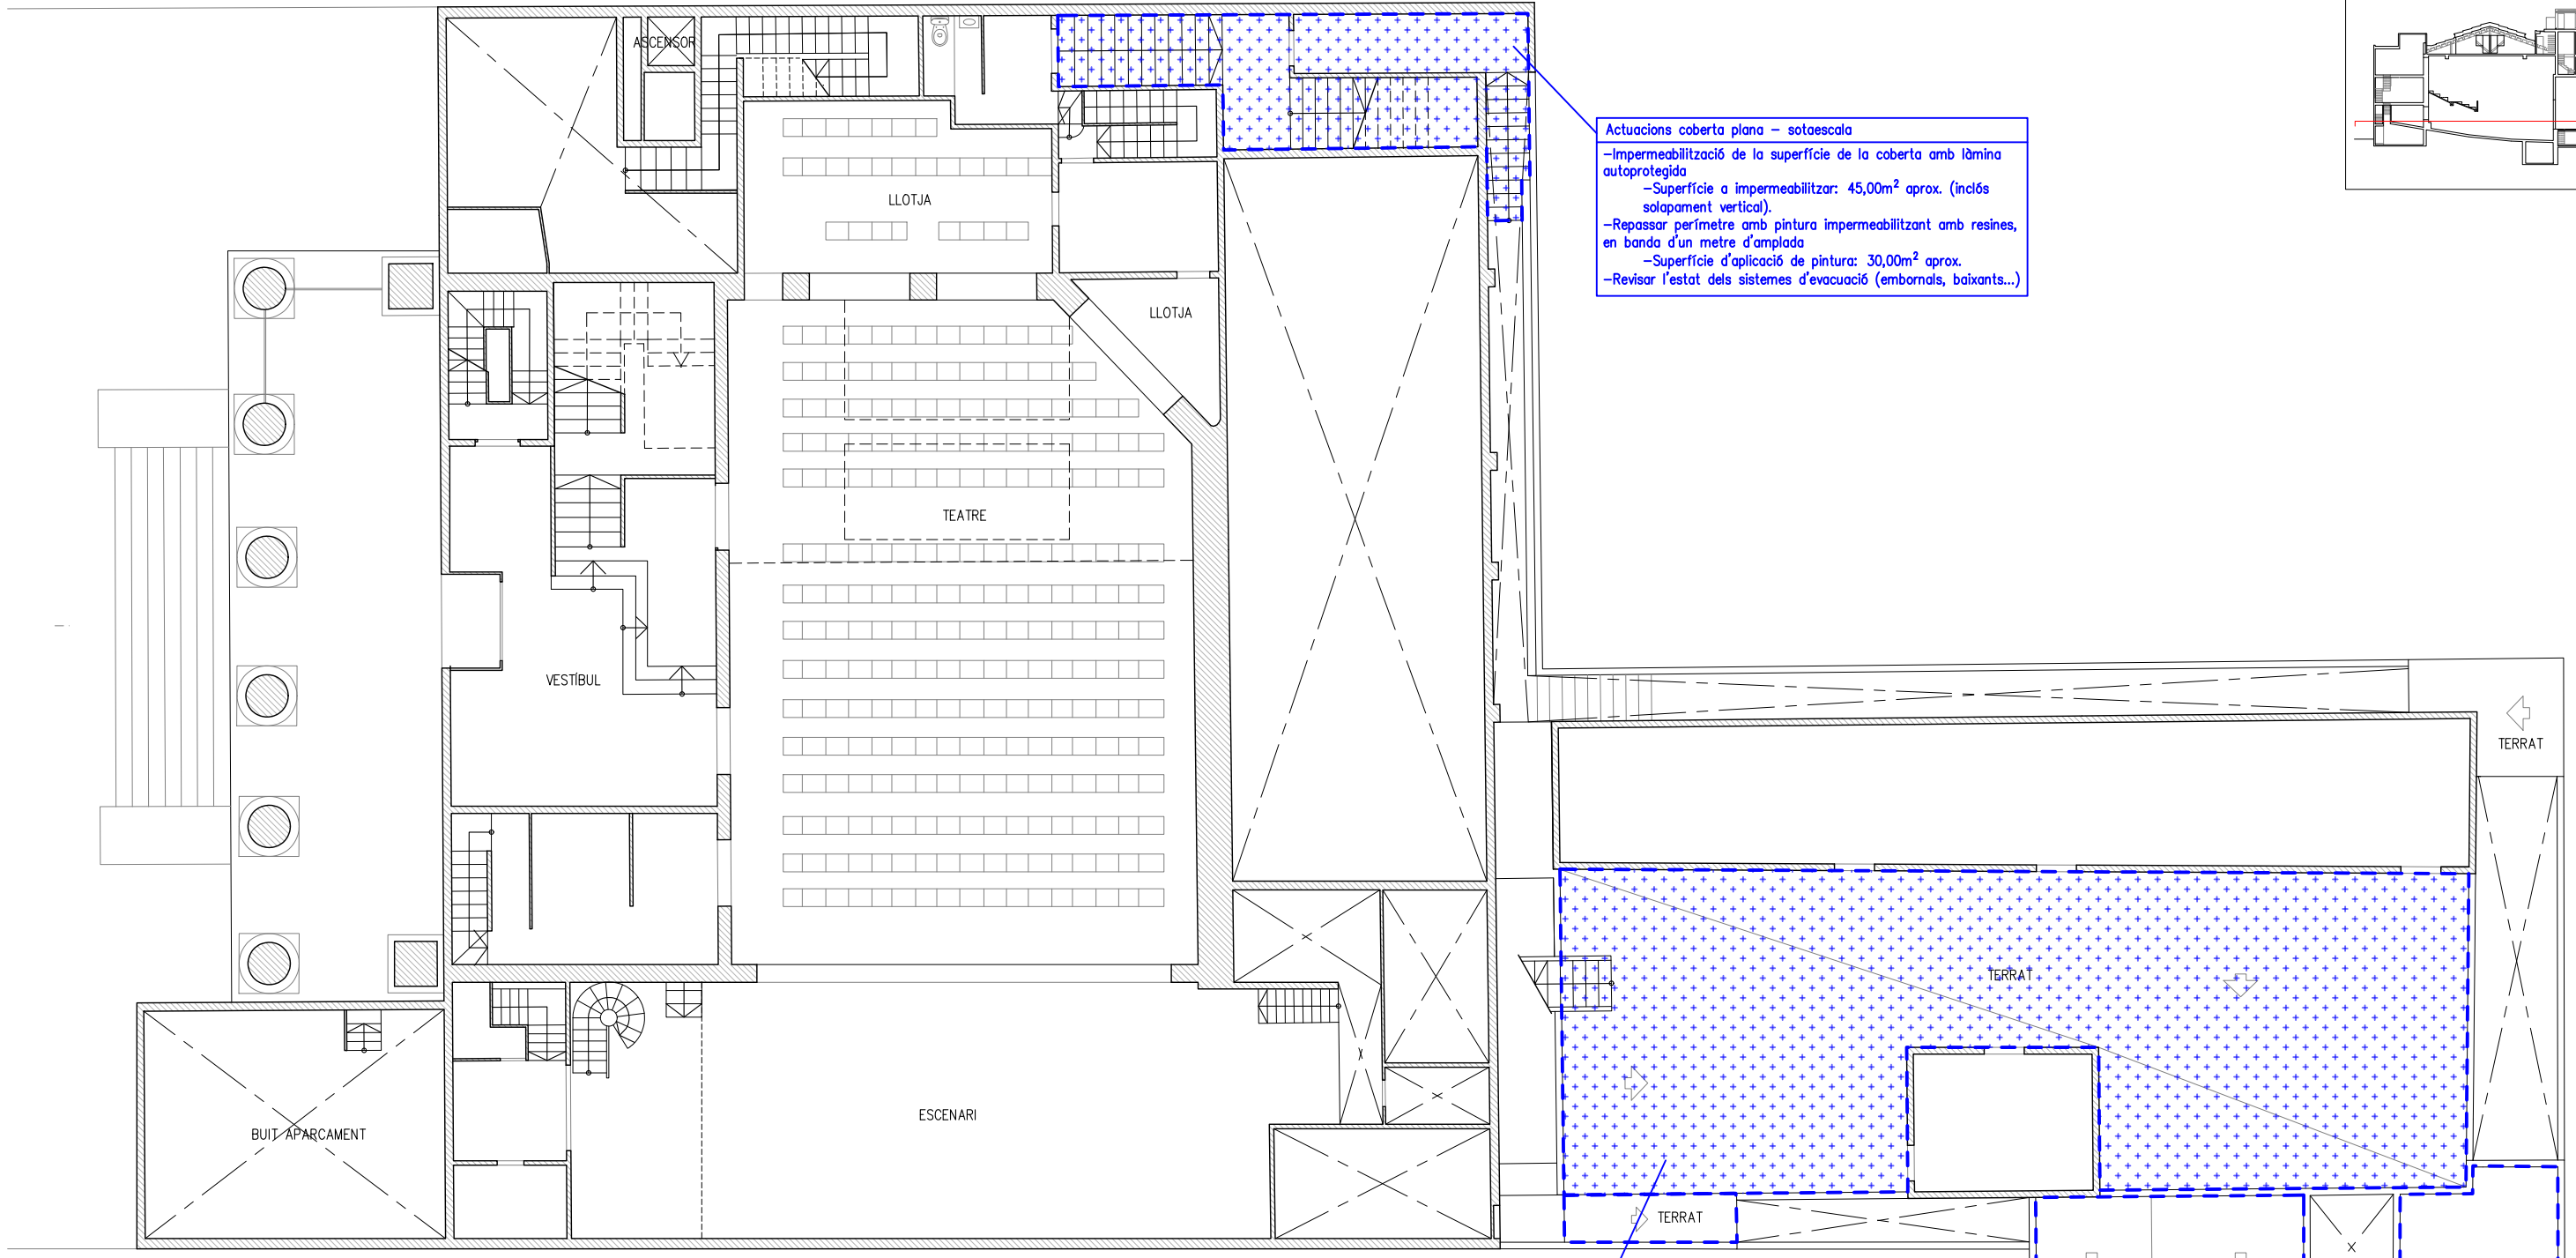 ASCENSOR
Actuacions coberta plana – sotaescala
–Impermeabilització de la superfície de la coberta amb làmina
autoprotegida
–Superfície a impermeabilitzar: 45,00m² aprox. (inclós
solapament vertical).
–Repassar perímetre amb pintura impermeabilitzant amb resines,
en banda d'un metre d'amplada
–Superfície d'aplicació de pintura: 30,00m² aprox.
–Revisar l'estat dels sistemes d'evacuació (embornals, baixants...)
LLOTJA
LLOTJA
TEATRE
VESTÍBUL
TERRAT
TERRAT
ESCENARI
BUIT APARCAMENT
TERRAT